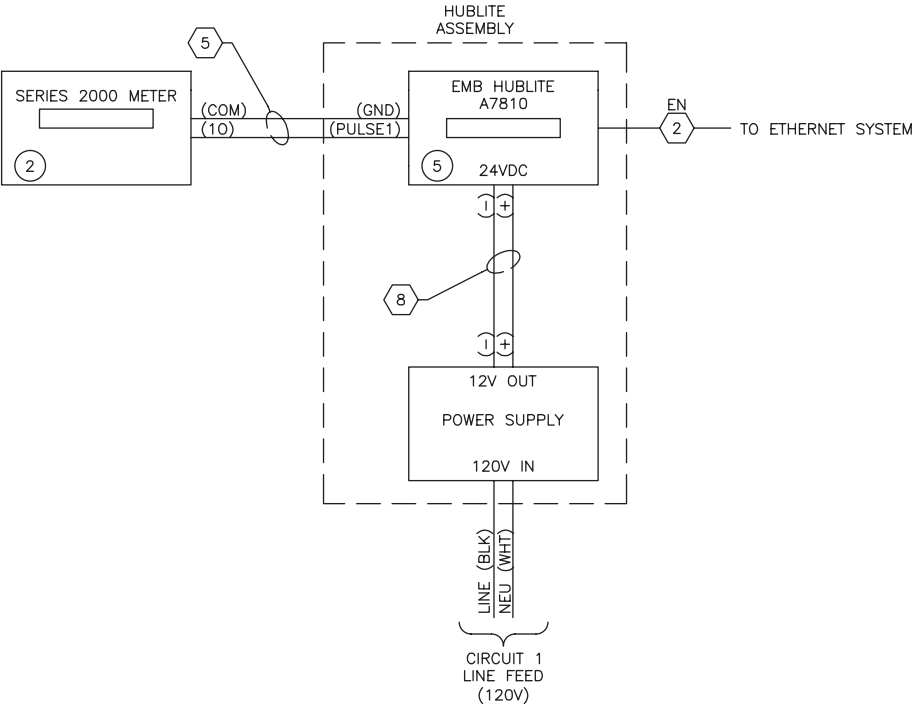 HUBLITE
ASSEMBLY
5
SERIES 2000 METER
2
(COM)
(10)
(GND)
(PULSE1)
EMB HUBLITE
A7810
5
24VDC
EN
2
TO ETHERNET SYSTEM
(-)
(+)
8
(-)
(+)
12V OUT
POWER SUPPLY
120V IN
LINE (BLK)
NEU (WHT)
CIRCUIT 1
LINE FEED
(120V)